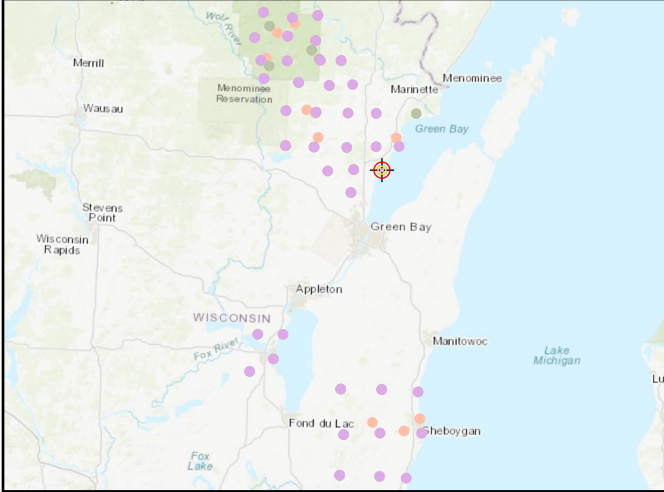 Wolf River
Merrill
Menominee
Reservation
Marinette
Menominee
Wausau
Green Bay
Stevens
Point
Wisconsin
Rapids
Green Bay
Appleton
WISCONSIN
Fox River
Manitowoc
Lake
Michigan
Lu
Fond du Lac
Sheboygan
Fox
Lake